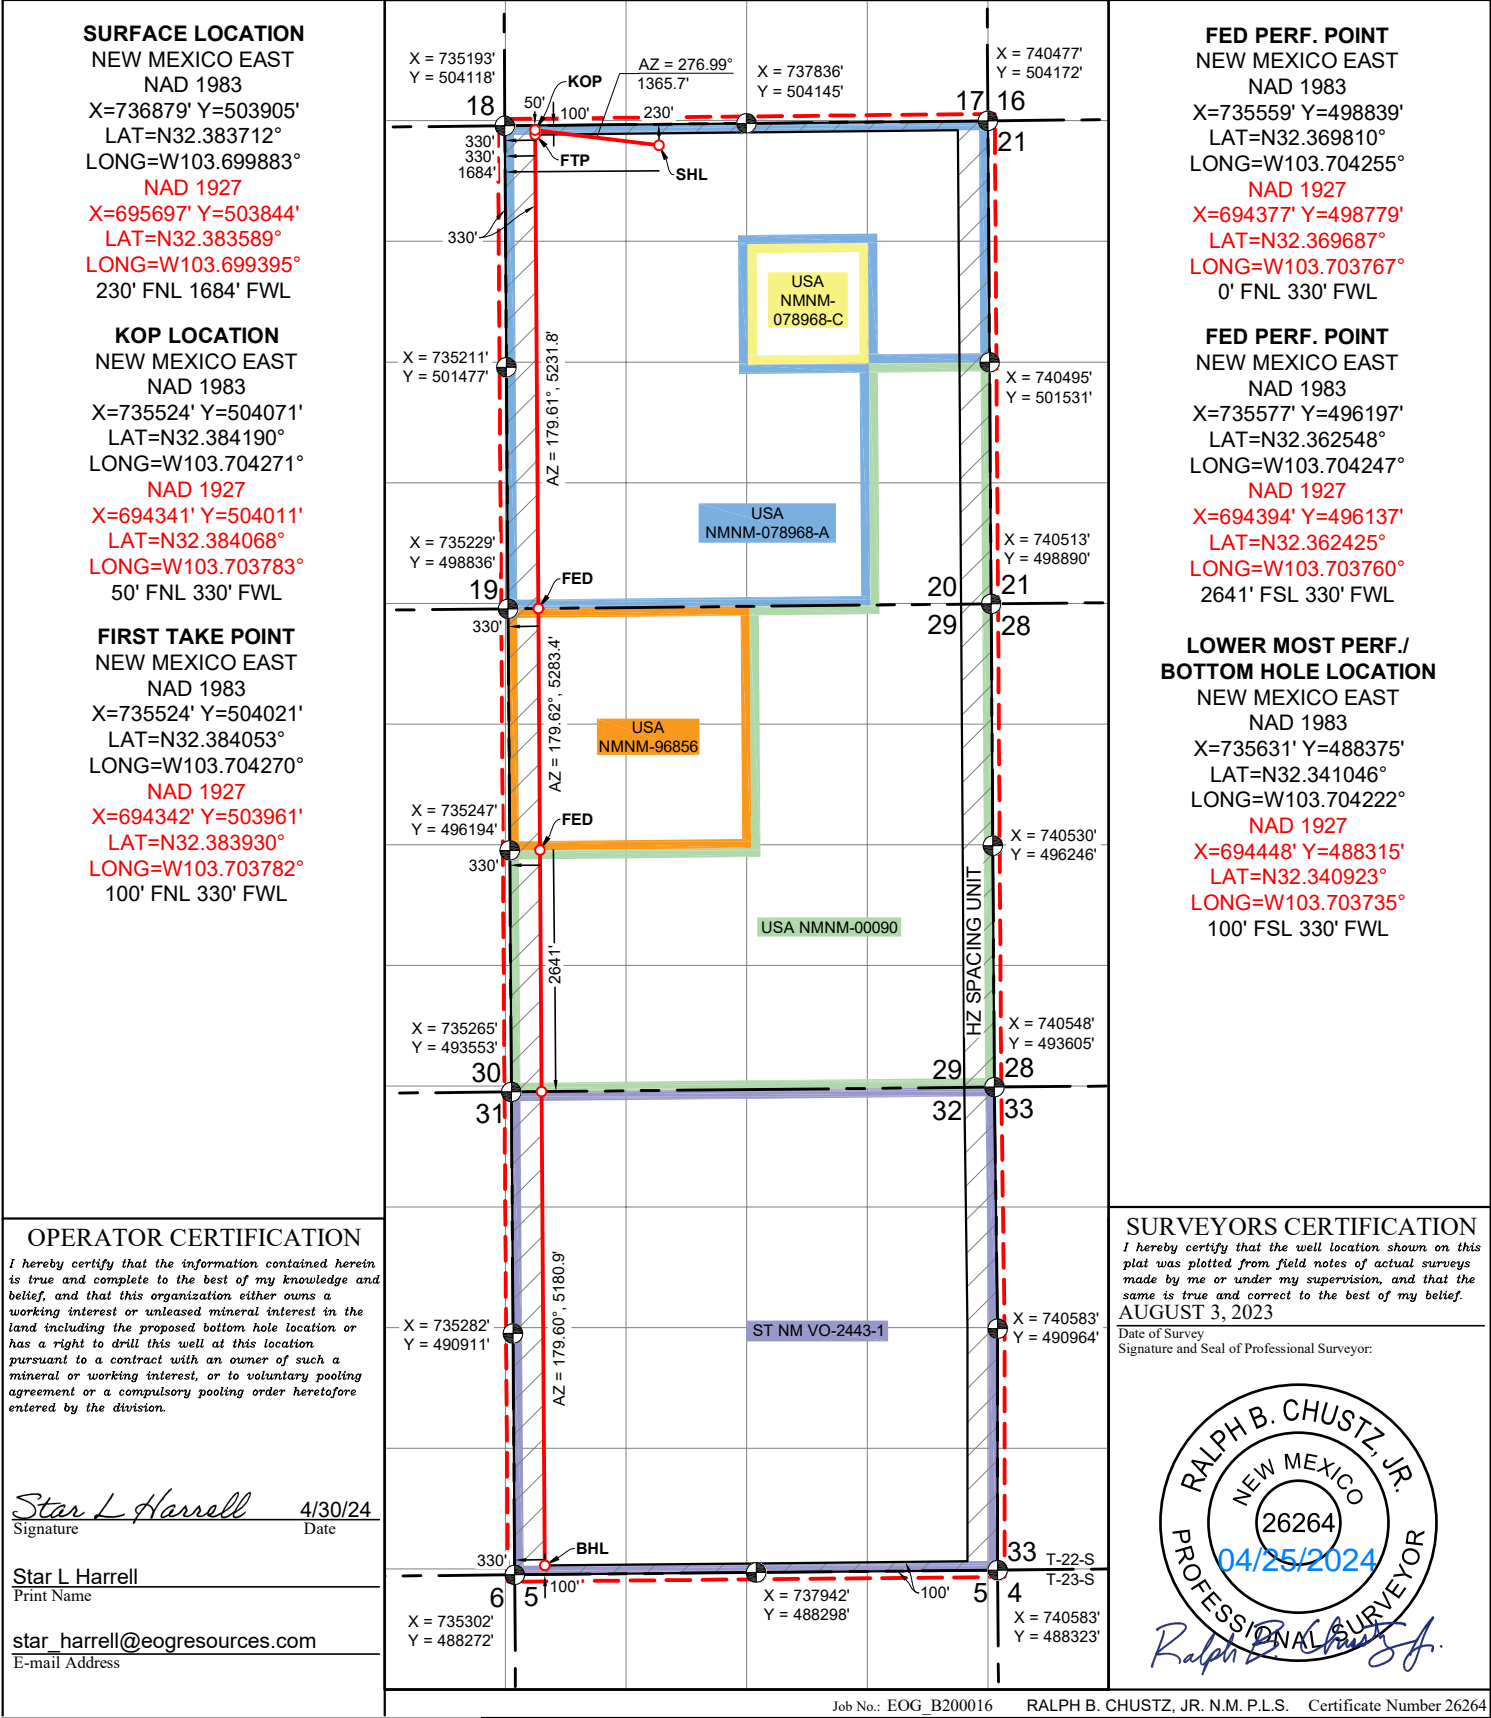 SURFACE LOCATION
NEW MEXICO EAST
NAD 1983
X=736879' Y=503905'
LAT=N32.383712°
LONG=W103.699883°
NAD 1927
X=695697' Y=503844'
LAT=N32.383589°
LONG=W103.699395°
230' FNL 1684' FWL
KOP LOCATION
NEW MEXICO EAST
NAD 1983
X=735524' Y=504071'
LAT=N32.384190°
LONG=W103.704271°
NAD 1927
X=694341' Y=504011'
LAT=N32.384068°
LONG=W103.703783°
50' FNL 330' FWL
FIRST TAKE POINT
NEW MEXICO EAST
NAD 1983
X=735524' Y=504021'
LAT=N32.384053°
LONG=W103.704270°
NAD 1927
X=694342' Y=503961'
LAT=N32.383930°
LONG=W103.703782°
100' FNL 330' FWL
OPERATOR CERTIFICATION
I hereby certify that the information contained herein
is true and complete to the best of my knowledge and
belief, and that this organization either owns a
working interest or unleased mineral interest in the
land including the proposed bottom hole location or
has a right to drill this well at this location
pursuant to a contract with an owner of such a
mineral or working interest, or to voluntary pooling
agreement or a compulsory pooling order heretofore
entered by the division.
Star L Harrell 4/30/24
Signature Date
Star L Harrell
Print Name
star_harrell@eogresources.com
E-mail Address
X = 735193'
Y = 504118'
AZ = 276.99°
1365.7'
X = 737836'
Y = 504145'
X = 740477'
Y = 504172'
KOP
18
50'
100'
230'
17
16
21
330'
330'
1684'
FTP
SHL
330'
USA
NMNM-
078968-C
X = 735211'
Y = 501477'
AZ = 179.61°, 5231.8'
X = 740495'
Y = 501531'
USA
NMNM-078968-A
X = 735229'
Y = 498836'
X = 740513'
Y = 498890'
19
FED
20
21
330'
29
28
AZ = 179.62°, 5283.4'
USA
NMNM-96856
X = 735247'
Y = 496194'
FED
X = 740530'
Y = 496246'
330'
USA NMNM-00090
HZ SPACING UNIT
2641'
X = 735265'
Y = 493553'
X = 740548'
Y = 493605'
30
29
28
31
32
33
AZ = 179.60°, 5180.9'
X = 735282'
Y = 490911'
ST NM VO-2443-1
X = 740583'
Y = 490964'
330'
BHL
33
T-22-S
T-23-S
6
5
100'
100'
5
4
X = 735302'
Y = 488272'
X = 737942'
Y = 488298'
X = 740583'
Y = 488323'
FED PERF. POINT
NEW MEXICO EAST
NAD 1983
X=735559' Y=498839'
LAT=N32.369810°
LONG=W103.704255°
NAD 1927
X=694377' Y=498779'
LAT=N32.369687°
LONG=W103.703767°
0' FNL 330' FWL
FED PERF. POINT
NEW MEXICO EAST
NAD 1983
X=735577' Y=496197'
LAT=N32.362548°
LONG=W103.704247°
NAD 1927
X=694394' Y=496137'
LAT=N32.362425°
LONG=W103.703760°
2641' FSL 330' FWL
LOWER MOST PERF./
BOTTOM HOLE LOCATION
NEW MEXICO EAST
NAD 1983
X=735631' Y=488375'
LAT=N32.341046°
LONG=W103.704222°
NAD 1927
X=694448' Y=488315'
LAT=N32.340923°
LONG=W103.703735°
100' FSL 330' FWL
SURVEYORS CERTIFICATION
I hereby certify that the well location shown on this
plat was plotted from field notes of actual surveys
made by me or under my supervision, and that the
same is true and correct to the best of my belief.
AUGUST 3, 2023
Date of Survey
Signature and Seal of Professional Surveyor:
RALPH B. CHUSTZ, JR.
NEW MEXICO
26264
04/25/2024
PROFESSIONAL SURVEYOR
Ralph B. Chustz Jr.
Job No.: EOG_B200016 RALPH B. CHUSTZ, JR. N.M. P.L.S. Certificate Number 26264